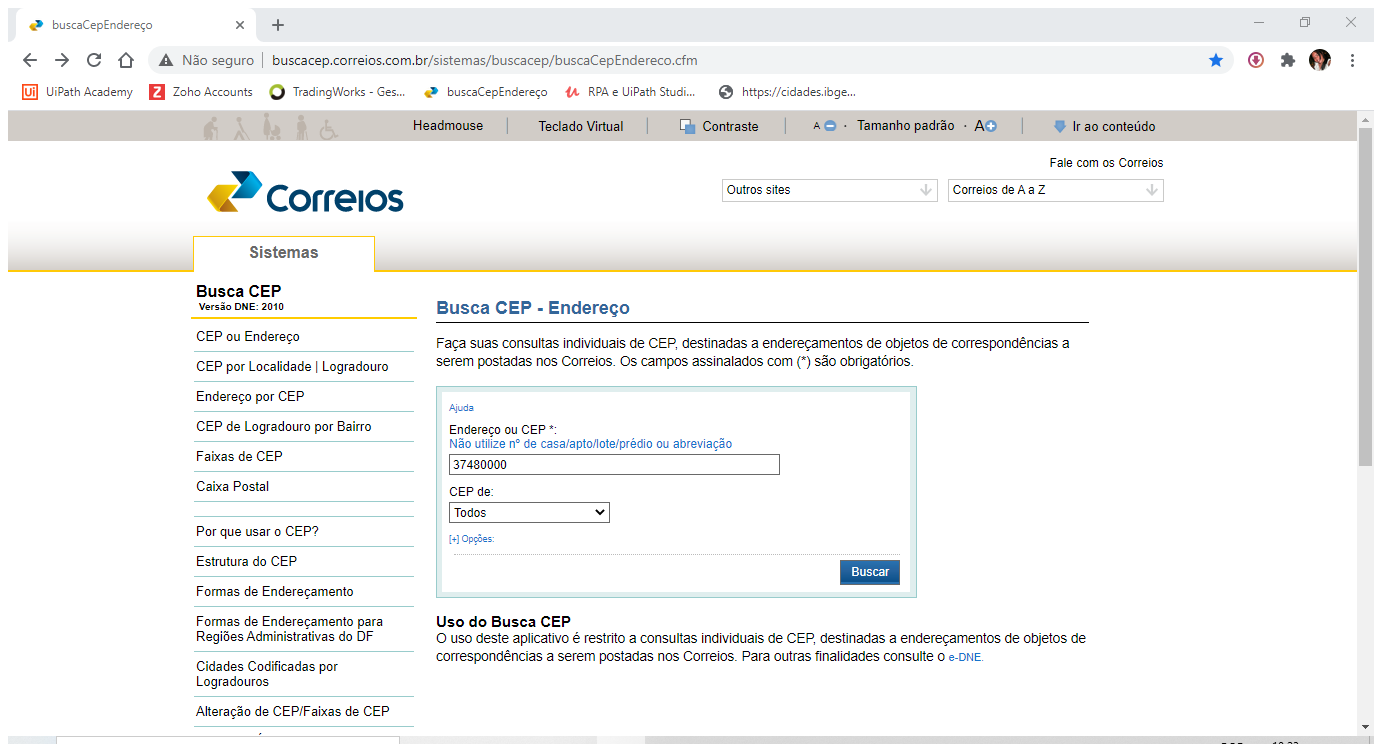 buscaCepEndereço
Não seguro | buscacep.correios.com.br/sistemas/buscacep/buscaCepEndereco.cfm
Ui UiPath Academy Z Zoho Accounts TradingWorks - Ges... buscaCepEndereço RPA e UiPath Studi... https://cidades.ibge...
Headmouse Teclado Virtual Contraste A · Tamanho padrão · A Ir ao conteúdo
Fale com os Correios
Correios
Outros sites Correios de A a Z
Sistemas
Busca CEP
Versão DNE: 2010
CEP ou Endereço
CEP por Localidade | Logradouro
Endereço por CEP
CEP de Logradouro por Bairro
Faixas de CEP
Caixa Postal
Por que usar o CEP?
Estrutura do CEP
Formas de Endereçamento
Formas de Endereçamento para
Regiões Administrativas do DF
Cidades Codificadas por
Logradouros
Alteração de CEP/Faixas de CEP
Busca CEP - Endereço
Faça suas consultas individuais de CEP, destinadas a endereçamentos de objetos de correspondências a
serem postadas nos Correios. Os campos assinalados com (*) são obrigatórios.
Ajuda
Endereço ou CEP *:
Não utilize nº de casa/apto/lote/prédio ou abreviação
37480000
CEP de:
Todos
[+] Opções:
Buscar
Uso do Busca CEP
O uso deste aplicativo é restrito a consultas individuais de CEP, destinadas a endereçamentos de objetos de
correspondências a serem postadas nos Correios. Para outras finalidades consulte o e-DNE.